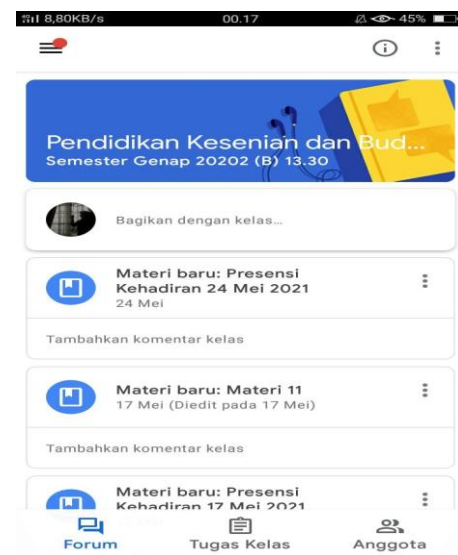 8,80KB/s 00.17 45%
Pendidikan Kesenian dan Bud...
Semester Genap 20202 (B) 13.30
Bagikan dengan kelas...
Materi baru: Presensi
Kehadiran 24 Mei 2021
24 Mei
Tambahkan komentar kelas
Materi baru: Materi 11
17 Mei (Diedit pada 17 Mei)
Tambahkan komentar kelas
Materi baru: Presensi
Kehadiran 17 Mei 2021
Forum Tugas Kelas Anggota